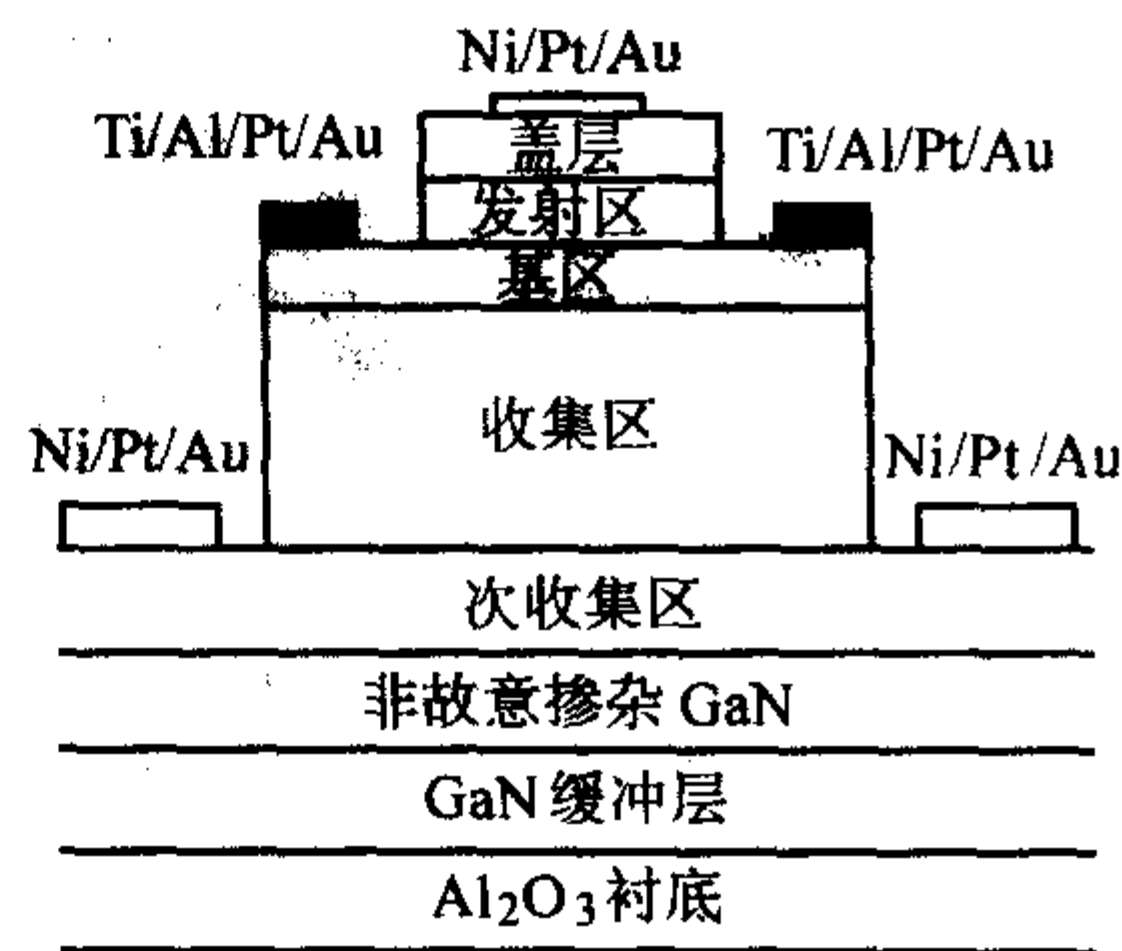 Ni/Pt/Au
Ti/Al/Pt/Au
盖层
Ti/Al/Pt/Au
发射区
基区
收集区
Ni/Pt/Au
Ni/Pt/Au
次收集区
非故意掺杂 GaN
GaN 缓冲层
Al₂O₃衬底